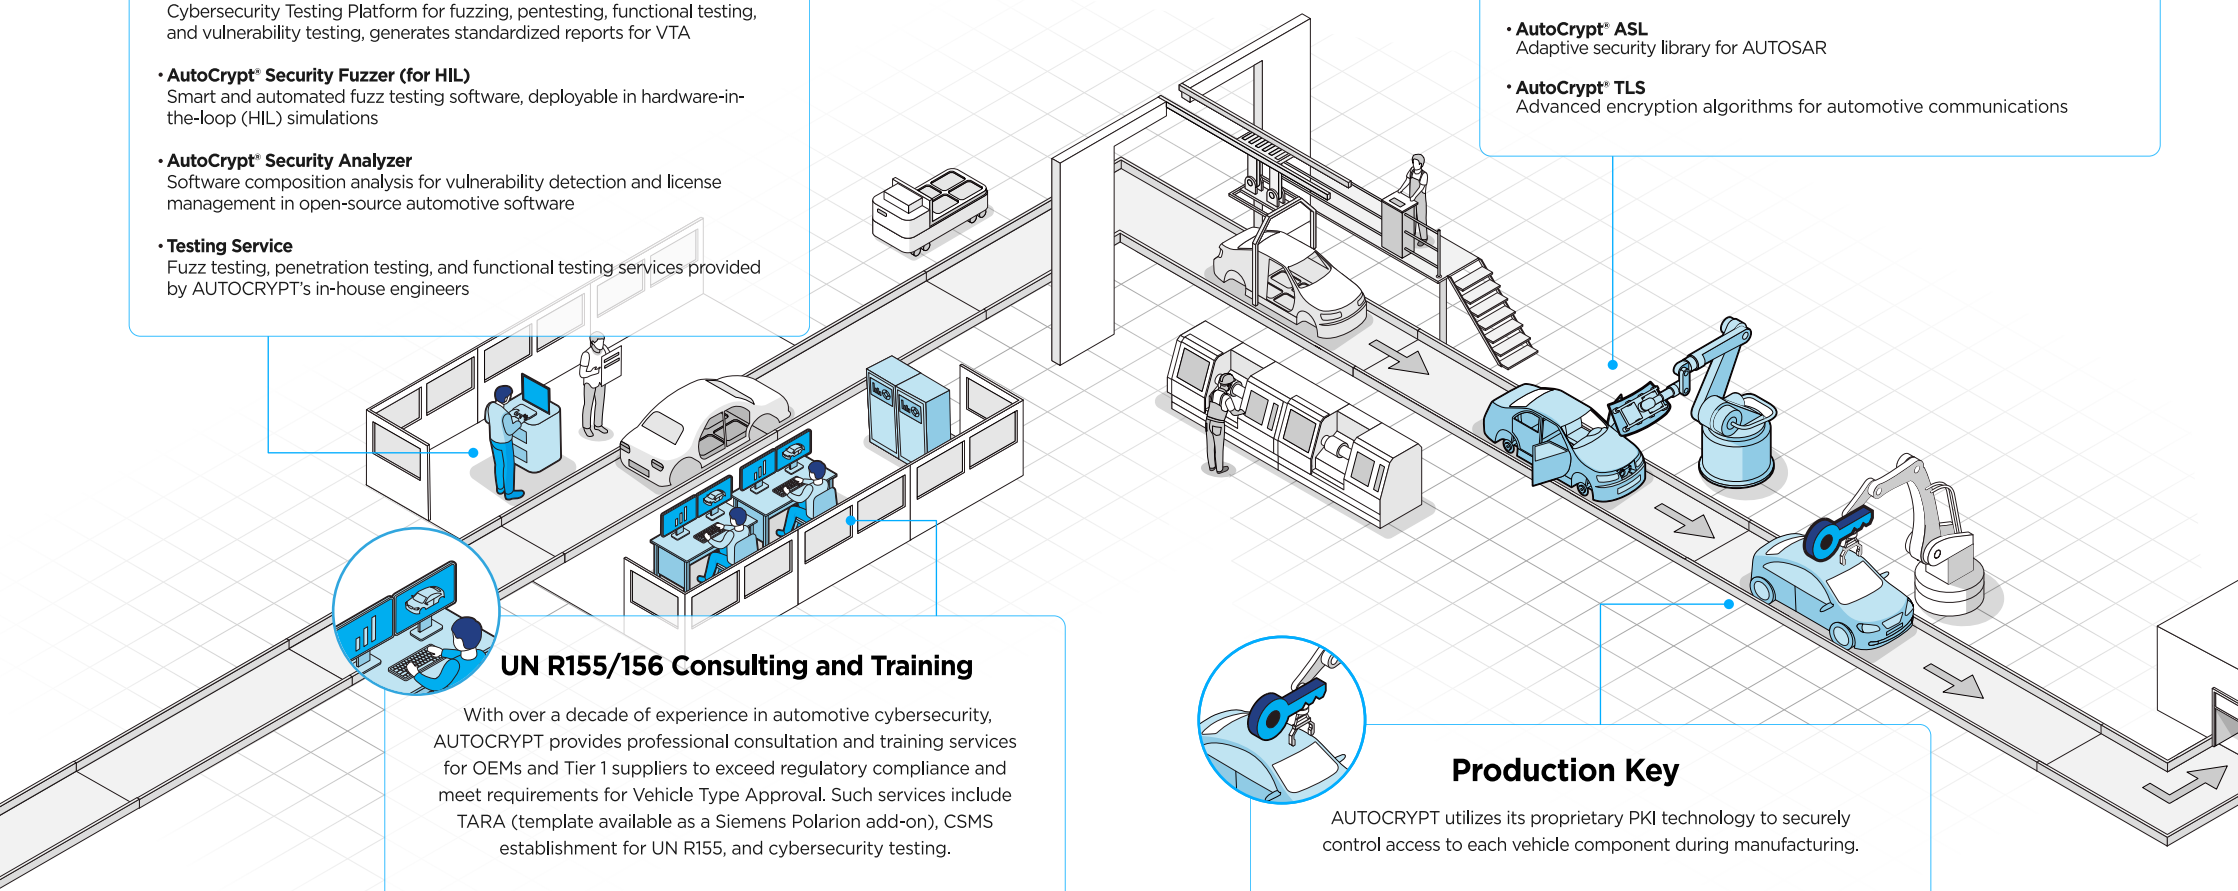 Cybersecurity Testing Platform for fuzzing, pentesting, functional testing,
and vulnerability testing, generates standardized reports for VTA
• AutoCrypt® Security Fuzzer (for HIL)
Smart and automated fuzz testing software, deployable in hardware-in-
the-loop (HIL) simulations
• AutoCrypt® Security Analyzer
Software composition analysis for vulnerability detection and license
management in open-source automotive software
• Testing Service
Fuzz testing, penetration testing, and functional testing services provided
by AUTOCRYPT's in-house engineers
• AutoCrypt® ASL
Adaptive security library for AUTOSAR
• AutoCrypt® TLS
Advanced encryption algorithms for automotive communications
UN R155/156 Consulting and Training
With over a decade of experience in automotive cybersecurity,
AUTOCRYPT provides professional consultation and training services
for OEMs and Tier 1 suppliers to exceed regulatory compliance and
meet requirements for Vehicle Type Approval. Such services include
TARA (template available as a Siemens Polarion add-on), CSMS
establishment for UN R155, and cybersecurity testing.
Production Key
AUTOCRYPT utilizes its proprietary PKI technology to securely
control access to each vehicle component during manufacturing.